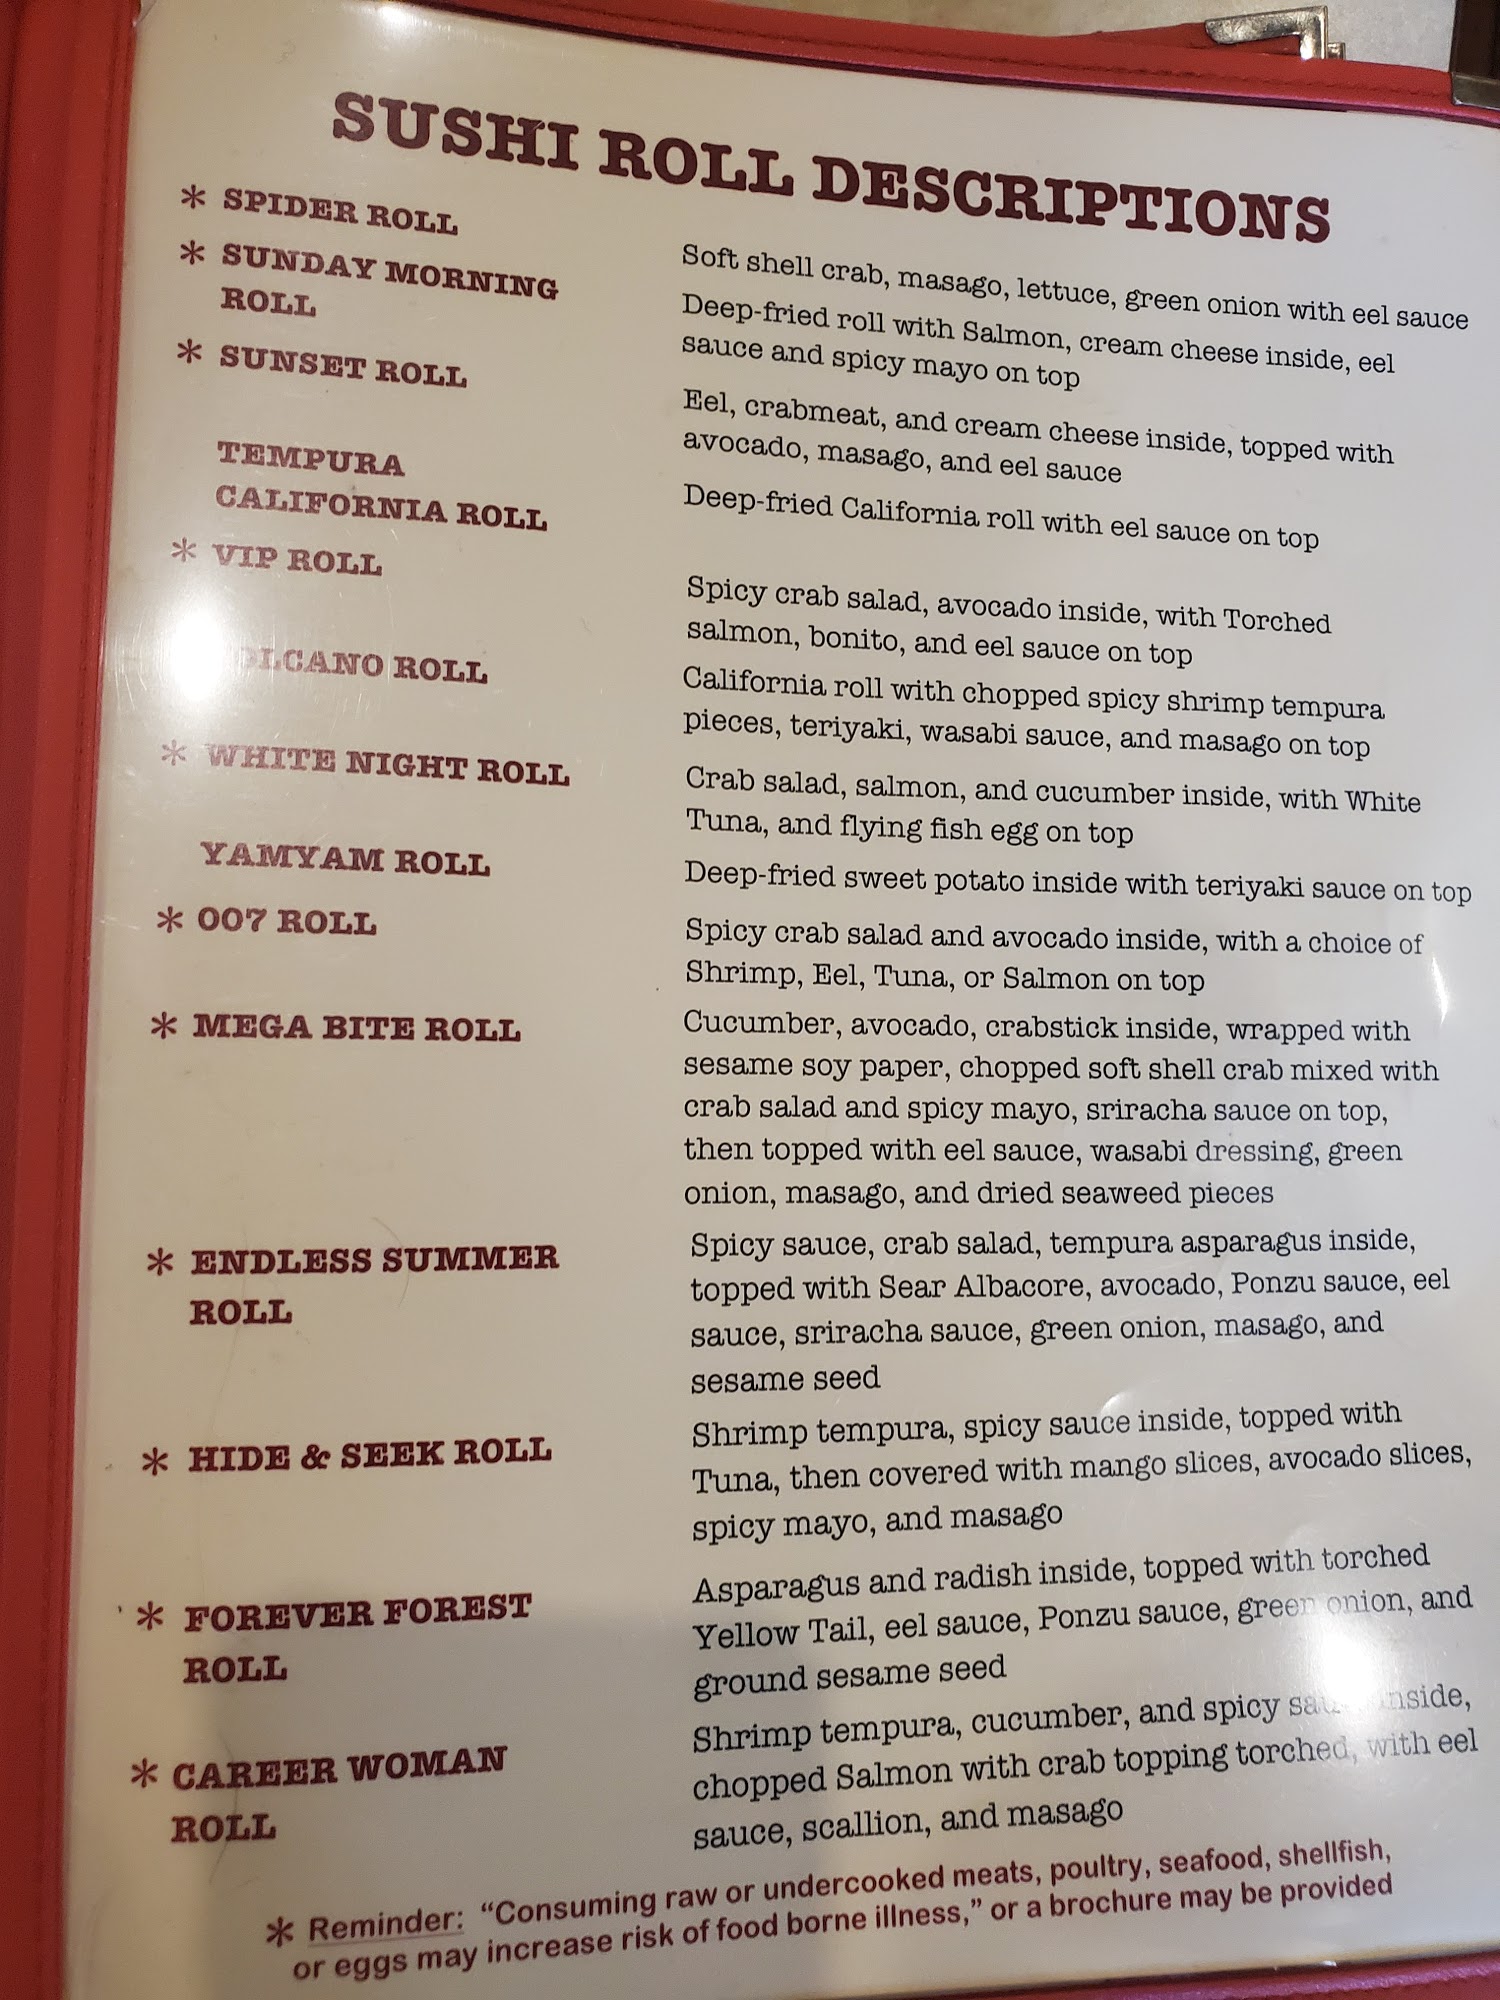 SUSHI ROLL DESCRIPTIONS
* SPIDER ROLL
Soft shell crab, masago, lettuce, green onion with eel sauce
* SUNDAY MORNING
ROLL
Deep-fried roll with Salmon, cream cheese inside, eel
sauce and spicy mayo on top
* SUNSET ROLL
Eel, crabmeat, and cream cheese inside, topped with
avocado, masago, and eel sauce
TEMPURA
CALIFORNIA ROLL
Deep-fried California roll with eel sauce on top
* VIP ROLL
Spicy crab salad, avocado inside, with Torched
salmon, bonito, and eel sauce on top
ROLL
California roll with chopped spicy shrimp tempura
pieces, teriyaki, wasabi sauce, and masago on top
* WHITE NIGHT ROLL
Crab salad, salmon, and cucumber inside, with White
Tuna, and flying fish egg on top
YAMYAM ROLL
Deep-fried sweet potato inside with teriyaki sauce on top
* 007 ROLL
Spicy crab salad and avocado inside, with a choice of
Shrimp, Eel, Tuna, or Salmon on top
* MEGA BITE ROLL
Cucumber, avocado, crabstick inside, wrapped with
sesame soy paper, chopped soft shell crab mixed with
crab salad and spicy mayo, sriracha sauce on top,
then topped with eel sauce, wasabi dressing, green
onion, masago, and dried seaweed pieces
* ENDLESS SUMMER
ROLL
Spicy sauce, crab salad, tempura asparagus inside,
topped with Sear Albacore, avocado, Ponzu sauce, eel
sauce, sriracha sauce, green onion, masago, and
sesame seed
* HIDE & SEEK ROLL
Shrimp tempura, spicy sauce inside, topped with
Tuna, then covered with mango slices, avocado slices,
spicy mayo, and masago
* FOREVER FOREST
ROLL
Asparagus and radish inside, topped with torched
Yellow Tail, eel sauce, Ponzu sauce, green onion, and
ground sesame seed
* CAREER WOMAN
ROLL
Shrimp tempura, cucumber, and spicy inside,
chopped Salmon with crab topping torched, with eel
sauce, scallion, and masago
* Reminder: "Consuming raw or undercooked meats, poultry, seafood, shellfish,
or eggs may increase risk of food borne illness," or a brochure may be provided